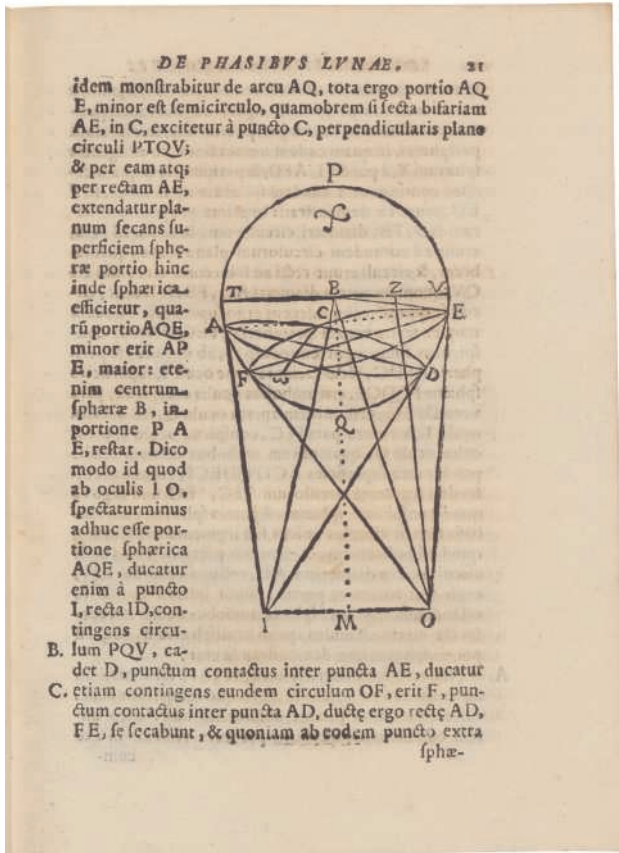 DE PHASIBVS LVNAE. 21
idem monſtrabitur de arcu AQ, tota ergo portio AQ
E, minor eſt ſemicirculo, quamobrem ſi ſecta bifariam
AE, in C, excitetur à puncto C, perpendicularis plano
circuli PTQV;
& per eam atq;
per rectam AE,
extendatur pla-
num ſecans ſu-
perficiem ſphę-
ræ portio hinc
inde ſphærica
efficietur, qua-
rũ portio AQE,
minor erit AP
E, maior: ete-
nim centrum
ſphæræ B, in
portione P A
E, reſtat. Dico
modo id quod
ab oculis I O,
ſpectatur minus
adhuc eſſe por-
tione ſphærica
AQE, ducatur
enim à puncto
I, recta ID, con-
tingens circu-
B. lum PQV, ca-
det D, punctum contactus inter puncta AE, ducatur
C. etiam contingens eundem circulum OF, erit F, pun-
ctum contactus inter puncta AD, ductę ergo rectę AD,
FE, ſe ſecabunt, & quoniam ab eodem puncto extra
ſphæ-
P
T B Z V
C E
A
F ω D
Q
I M O